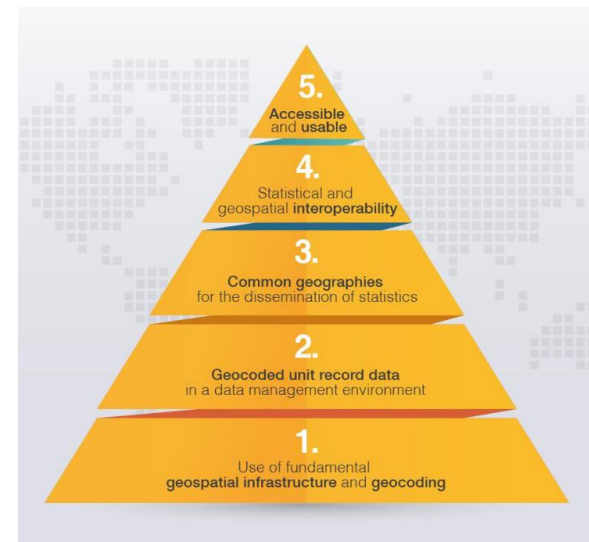 5.
Accessible
and usable
4.
Statistical and
geospatial interoperability
3.
Common geographies
for the dissemination of statistics
2.
Geocoded unit record data
in a data management environment
1.
Use of fundamental
geospatial infrastructure and geocoding